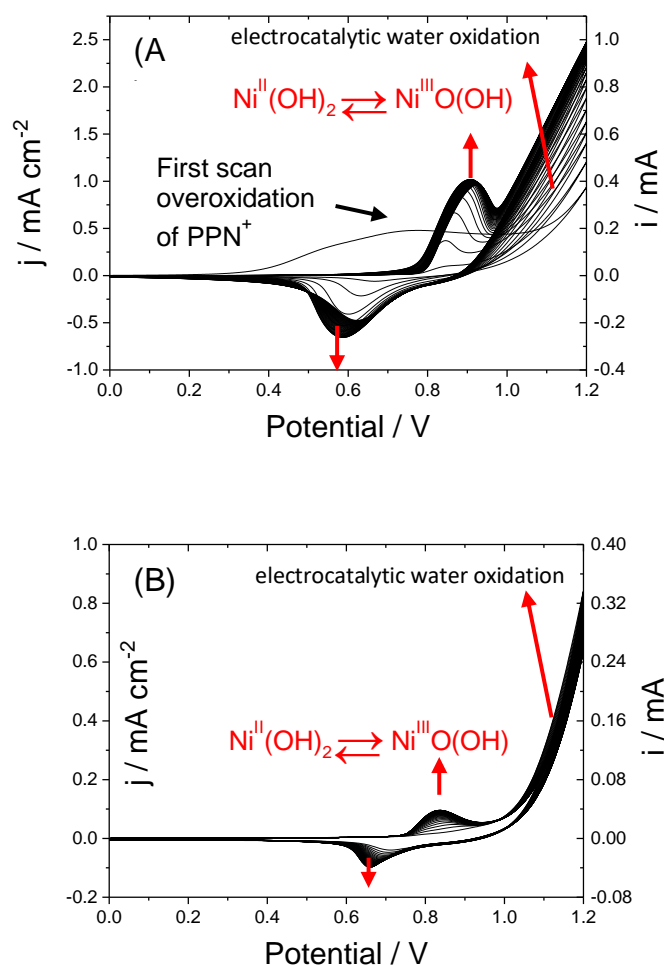 (A
electrocatalytic water oxidation
Ni^II(OH)2 ⇌ Ni^IIIO(OH)
First scan
overoxidation
of PPN+
j / mA cm-2
2.5
2.0
1.5
1.0
0.5
0.0
-0.5
-1.0
i / mA
1.0
0.8
0.6
0.4
0.2
0.0
-0.2
-0.4
0.0 0.2 0.4 0.6 0.8 1.0 1.2
Potential / V
(B)
electrocatalytic water oxidation
Ni^II(OH)2 ⇌ Ni^IIIO(OH)
j / mA cm-2
1.0
0.8
0.6
0.4
0.2
0.0
-0.2
i / mA
0.40
0.32
0.24
0.16
0.08
0.00
-0.08
0.0 0.2 0.4 0.6 0.8 1.0 1.2
Potential / V